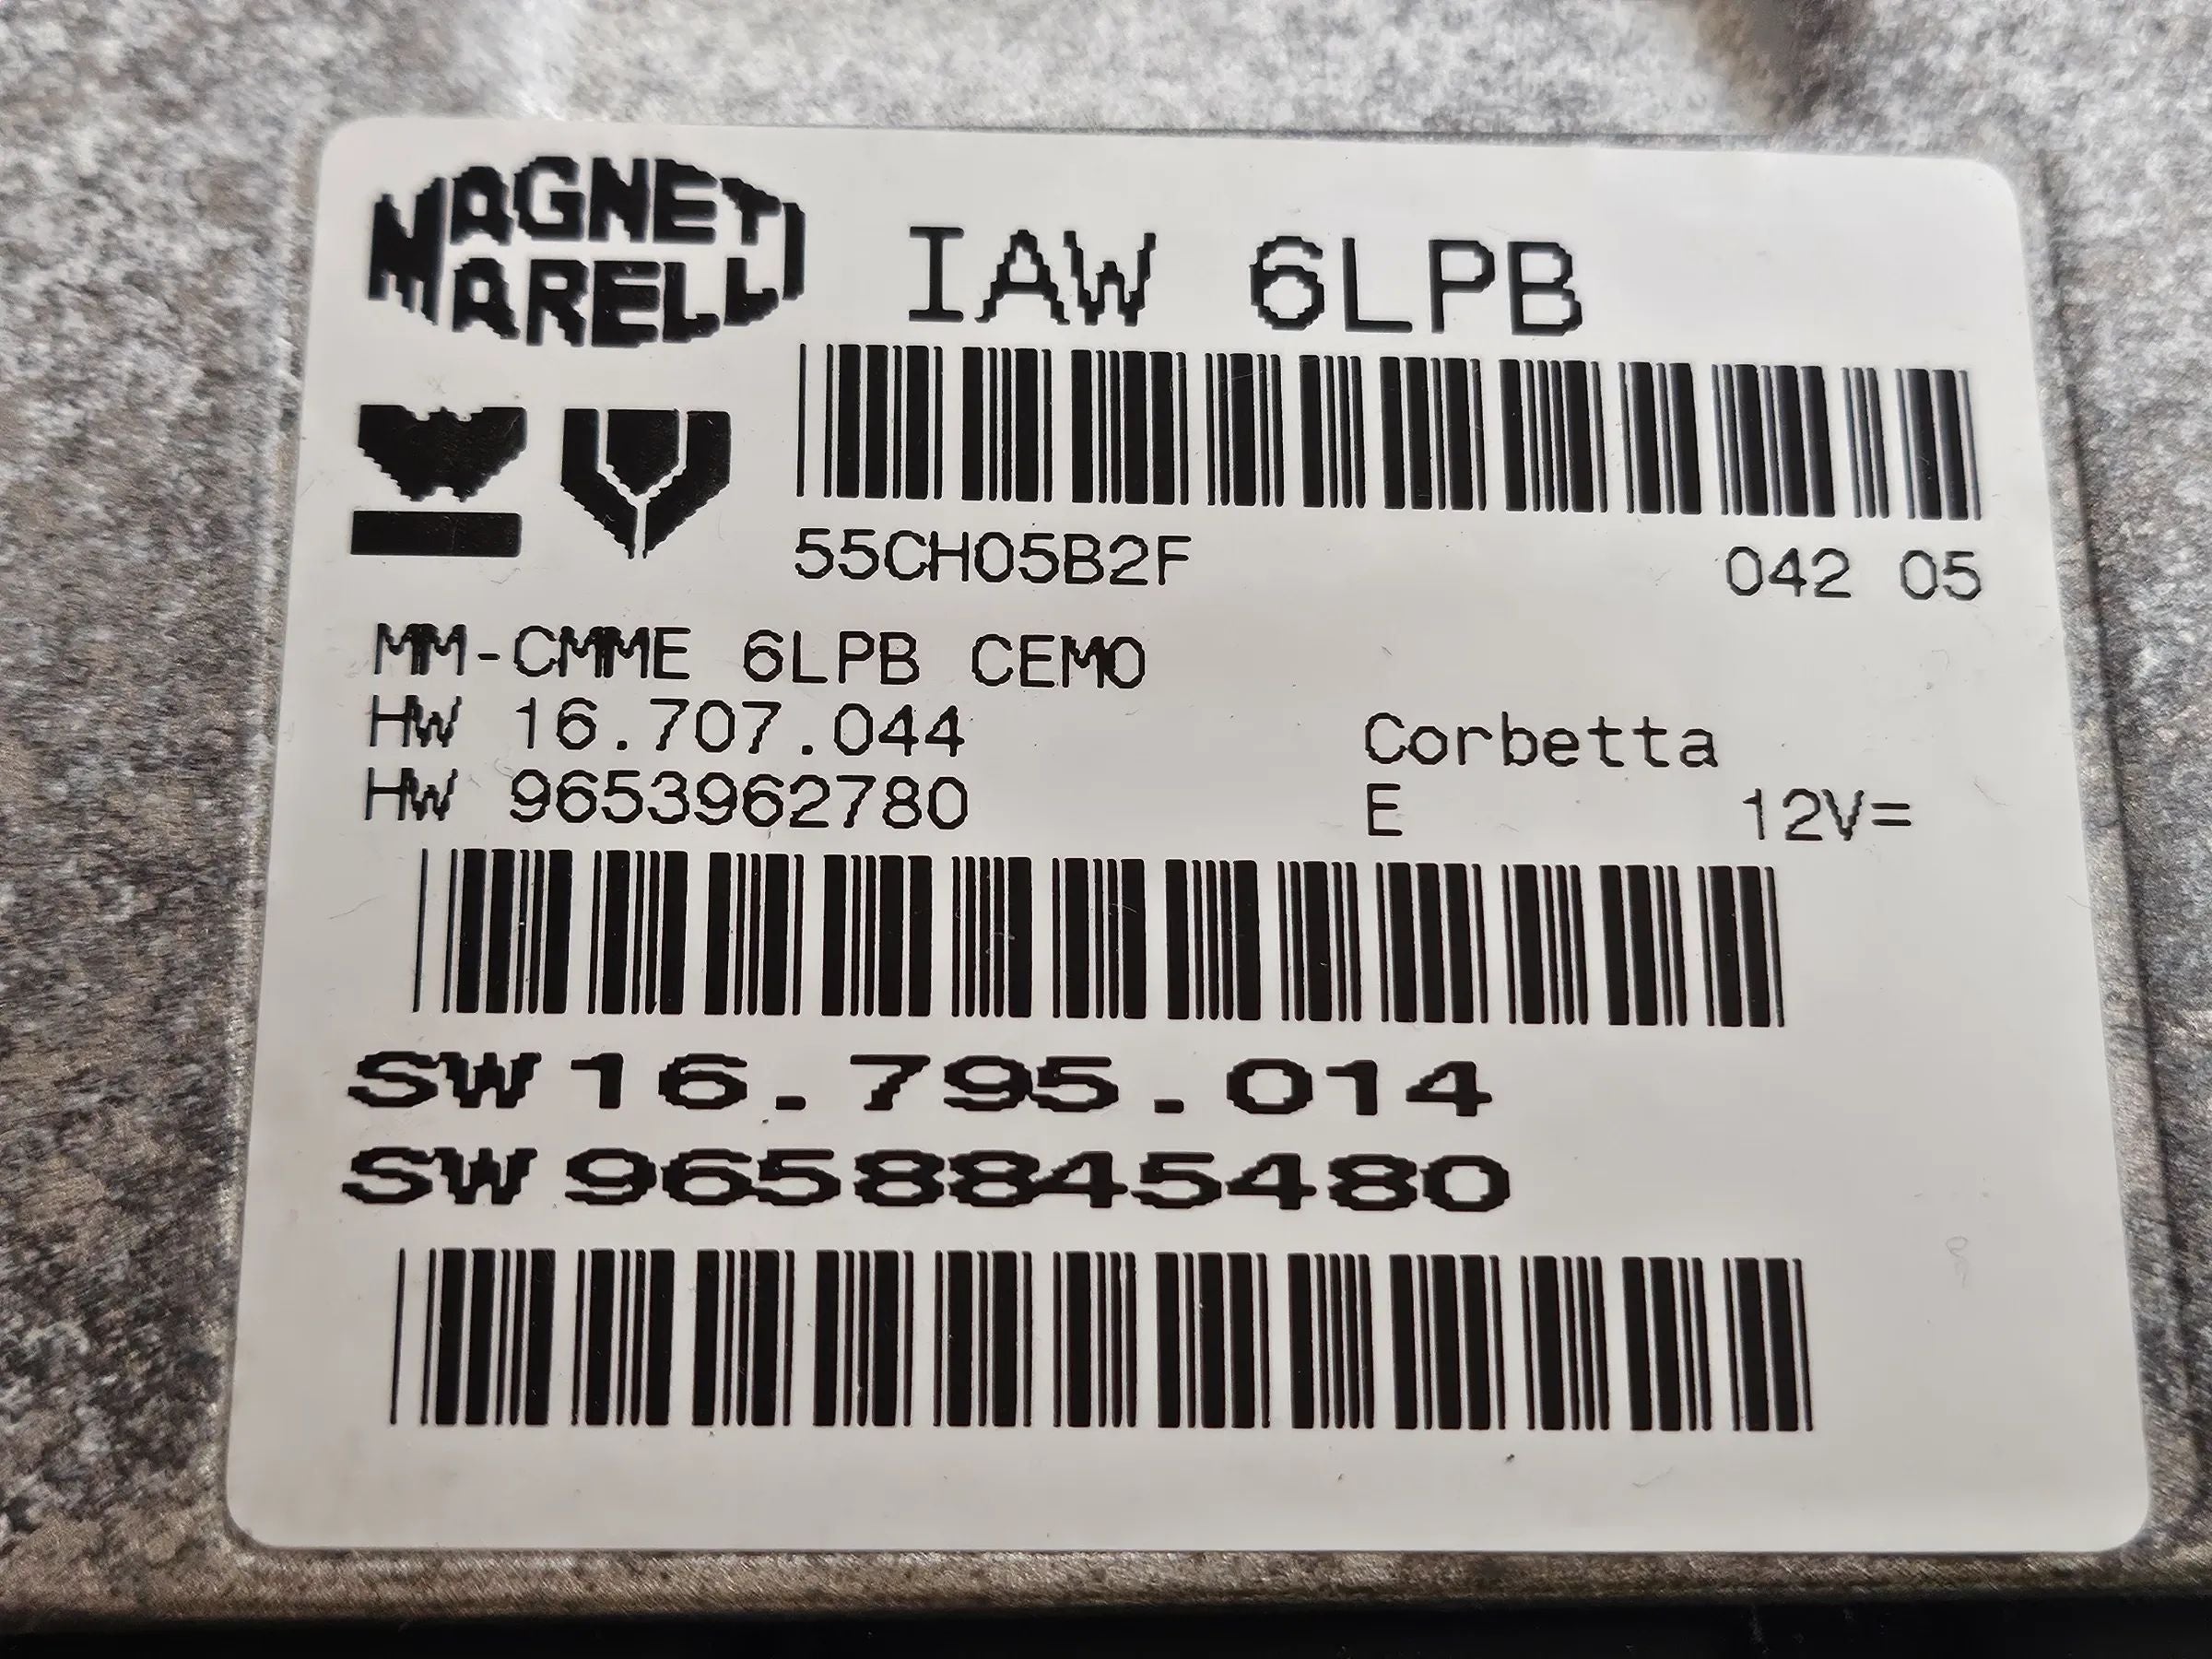 MAGNETI
MARELLI
IAW 6LPB
55CH05B2F 042 05
MM-CMME 6LPB CEMO
HW 16.707.044 Corbetta
HW 9653962780 E 12V=
SW 16.795.014
SW 9658845480